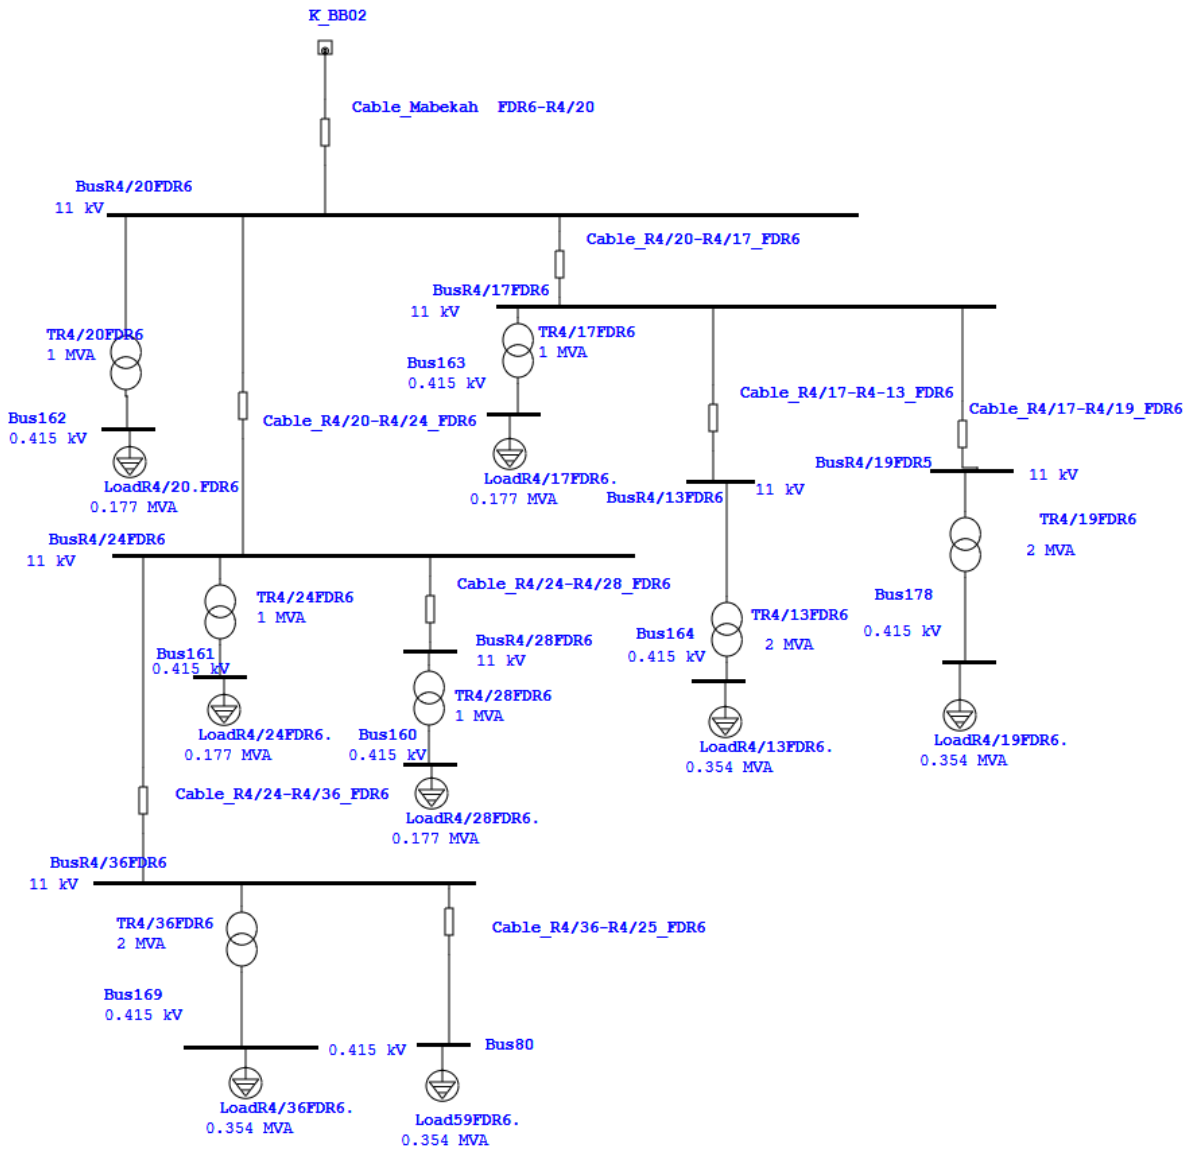 K_BB02
Cable_Mabekah FDR6-R4/20
BusR4/20FDR6
11 kV
Cable_R4/20-R4/17_FDR6
BusR4/17FDR6
11 kV
TR4/20FDR6
1 MVA
TR4/17FDR6
1 MVA
Bus163
0.415 kV
Cable_R4/17-R4-13_FDR6
Cable_R4/17-R4/19_FDR6
Bus162
0.415 kV
Cable_R4/20-R4/24_FDR6
BusR4/19FDR5
11 kV
LoadR4/20.FDR6
0.177 MVA
LoadR4/17FDR6.
0.177 MVA
BusR4/13FDR6
11 kV
TR4/19FDR6
2 MVA
BusR4/24FDR6
11 kV
Cable_R4/24-R4/28_FDR6
TR4/24FDR6
1 MVA
Bus178
0.415 kV
TR4/13FDR6
2 MVA
Bus164
0.415 kV
BusR4/28FDR6
11 kV
Bus161
0.415 kV
TR4/28FDR6
1 MVA
LoadR4/24FDR6.
0.177 MVA
Bus160
0.415 kV
LoadR4/13FDR6.
0.354 MVA
LoadR4/19FDR6.
0.354 MVA
Cable_R4/24-R4/36_FDR6
LoadR4/28FDR6.
0.177 MVA
BusR4/36FDR6
11 kV
TR4/36FDR6
2 MVA
Cable_R4/36-R4/25_FDR6
Bus169
0.415 kV
0.415 kV
Bus80
LoadR4/36FDR6.
0.354 MVA
Load59FDR6.
0.354 MVA